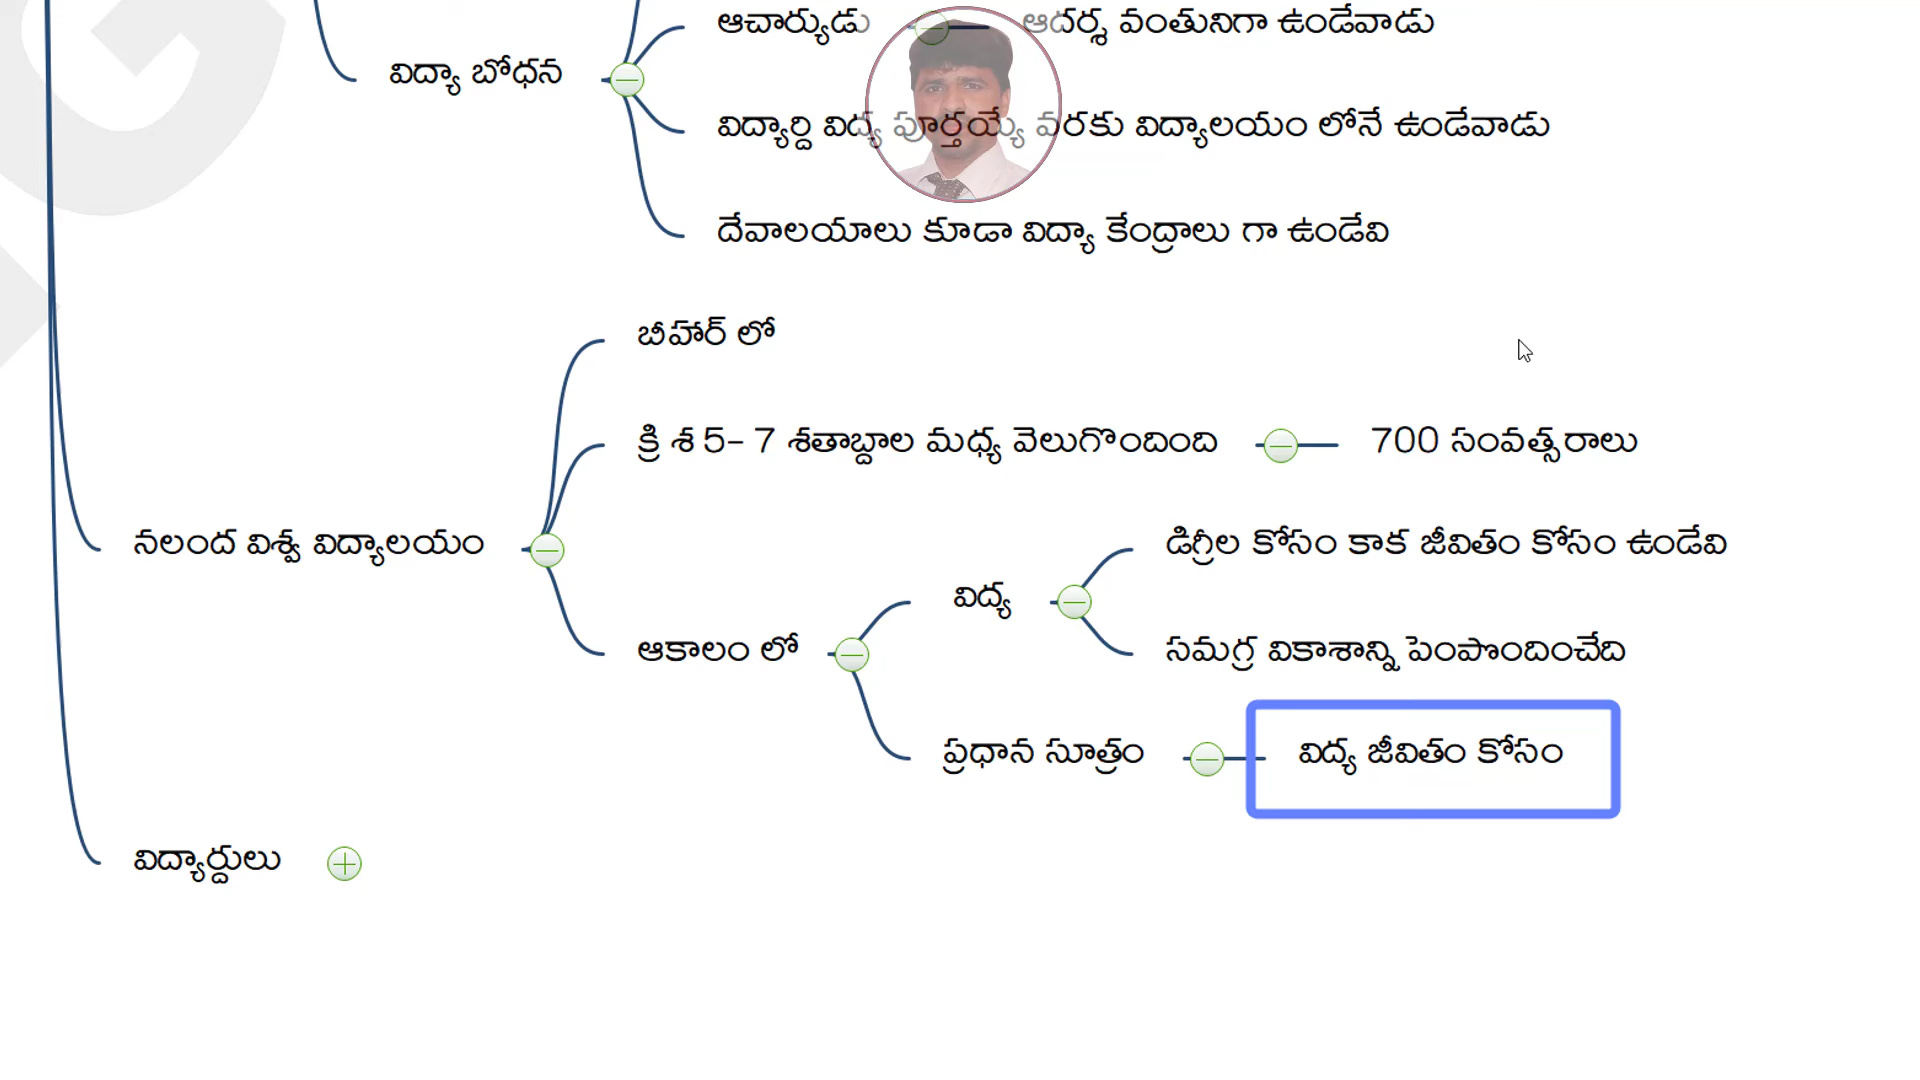 ఆచార్యుడు
ఆదర్శ వంతునిగా ఉండేవాడు
విద్యా బోధన
విద్యార్ది విద్య పూర్తయ్యే వరకు విద్యాలయం లోనే ఉండేవాడు
దేవాలయాలు కూడా విద్యా కేంద్రాలు గా ఉండేవి
బీహార్ లో
క్రి శ 5- 7 శతాబ్దాల మధ్య వెలుగొందింది
700 సంవత్సరాలు
నలంద విశ్వ విద్యాలయం
డిగ్రీల కోసం కాక జీవితం కోసం ఉండేవి
విద్య
ఆకాలం లో
సమగ్ర వికాశాన్ని పెంపొందించేది
ప్రధాన సూత్రం
విద్య జీవితం కోసం
విద్యార్దులు